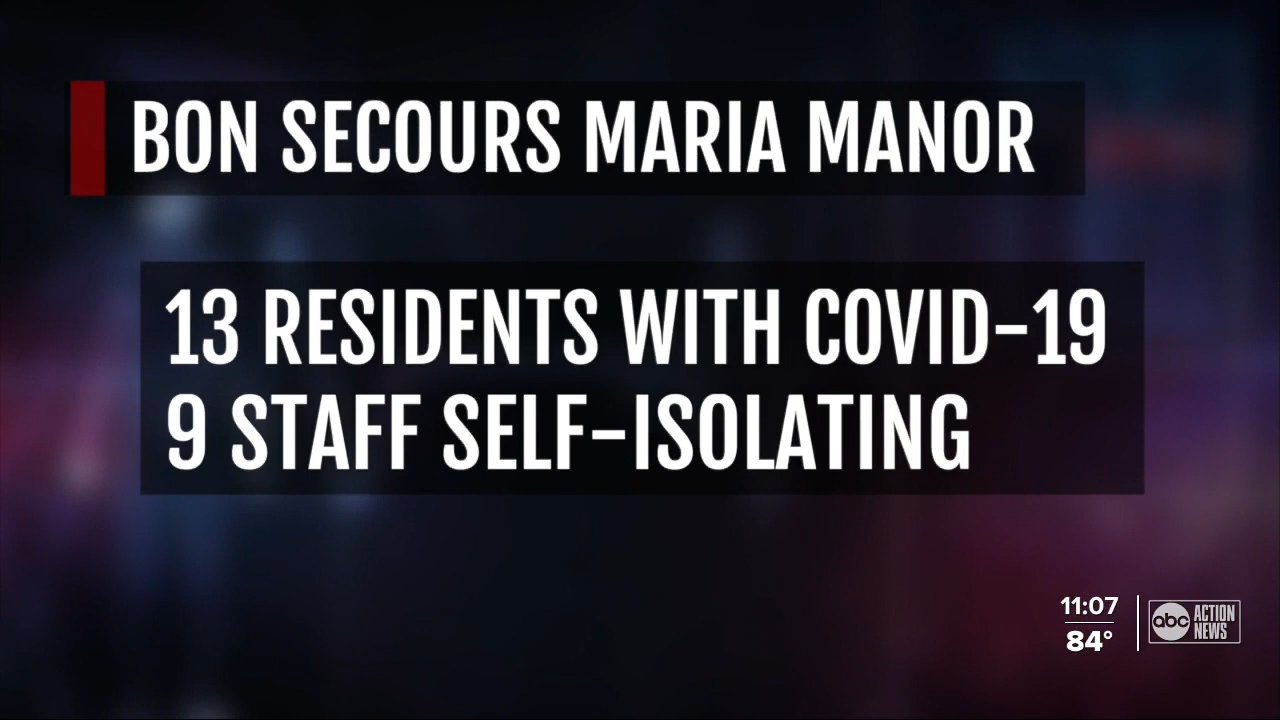 BON SECOURS MARIA MANOR
13 RESIDENTS WITH COVID-19
9 STAFF SELF-ISOLATING
11:07
84°
abc ACTION NEWS